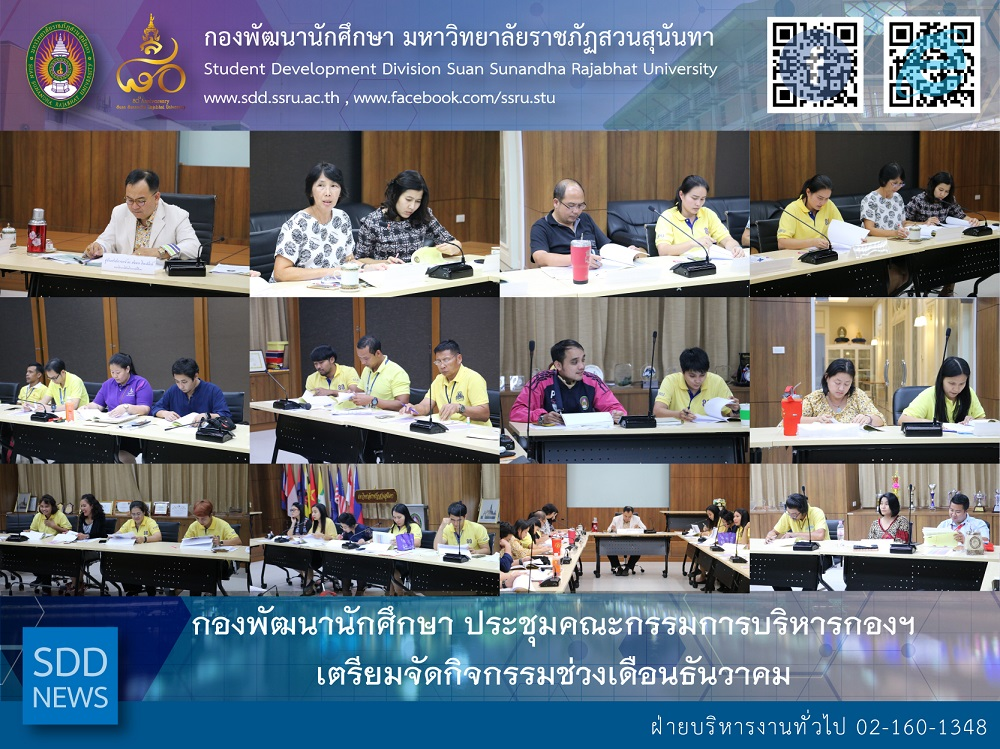 กองพัฒนานักศึกษา มหาวิทยาลัยราชภัฏสวนสุนันทา
Student Development Division Suan Sunandha Rajabhat University
www.sdd.ssru.ac.th , www.facebook.com/ssru.stu
กองพัฒนานักศึกษา ประชุมคณะกรรมการบริหารกองฯ
เตรียมจัดกิจกรรมช่วงเดือนธันวาคม
SDD
NEWS
ฝ่ายบริหารงานทั่วไป 02-160-1348